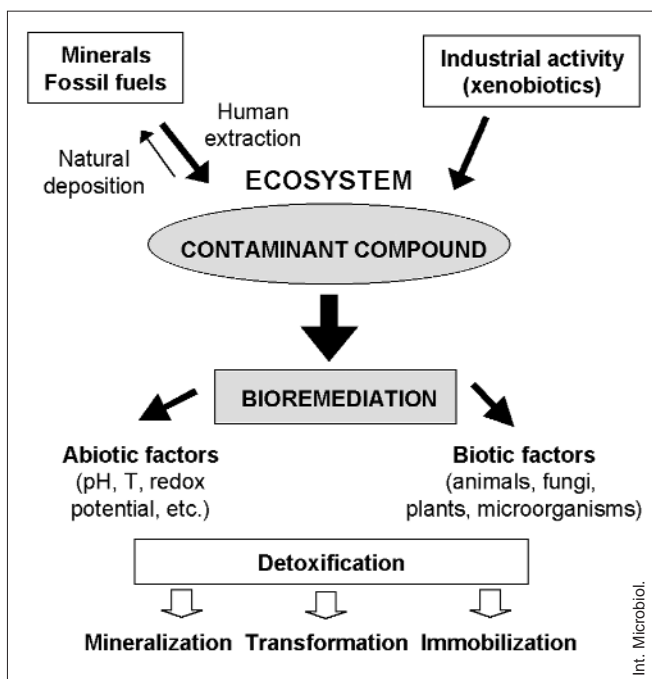 Minerals
Fossil fuels
Industrial activity
(xenobiotics)
Human
extraction
Natural
deposition
ECOSYSTEM
CONTAMINANT COMPOUND
BIOREMEDIATION
Abiotic factors
(pH, T, redox
potential, etc.)
Biotic factors
(animals, fungi,
plants, microorganisms)
Detoxification
Mineralization
Transformation
Immobilization
Int. Microbiol.